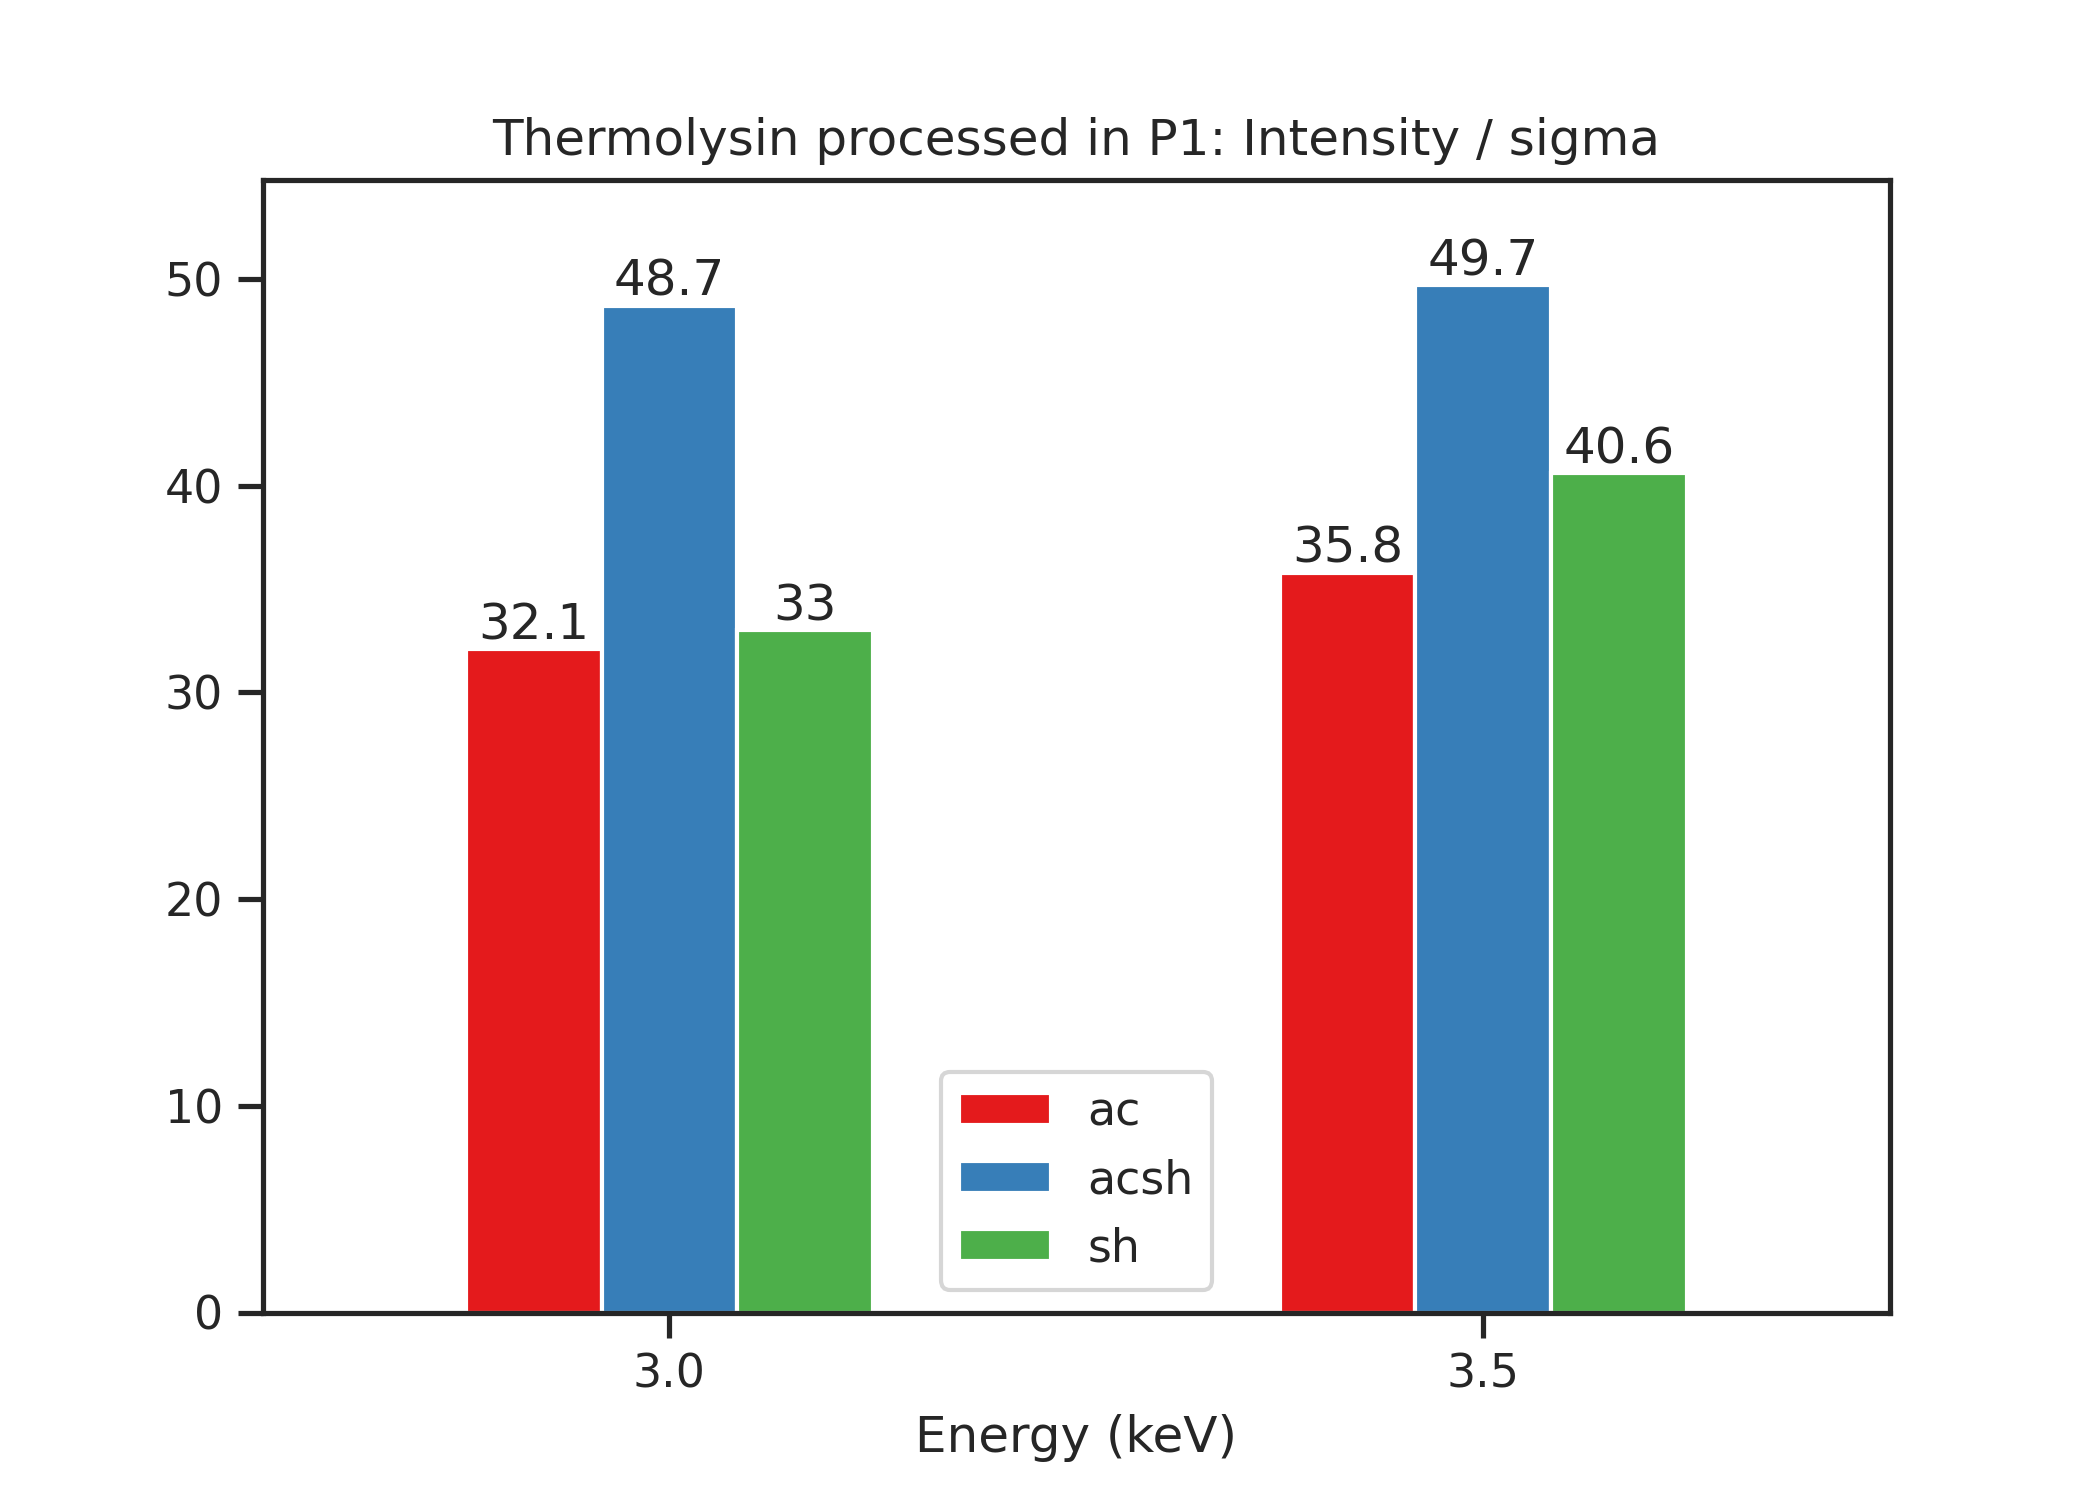 Thermolysin processed in P1: Intensity / sigma
50
40
30
20
10
0
32.1
48.7
33
35.8
49.7
40.6
ac
acsh
sh
3.0
3.5
Energy (keV)